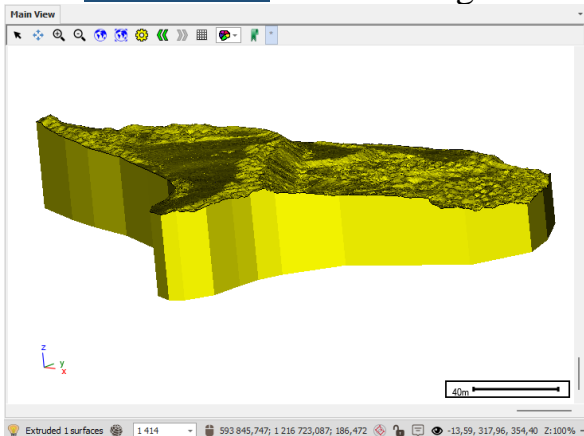 Main View
z
y
x
40m
Extruded 1 surfaces 1 414 593 845,747; 1 216 723,087; 186,472 -13,59, 317,96, 354,40 Z:100%